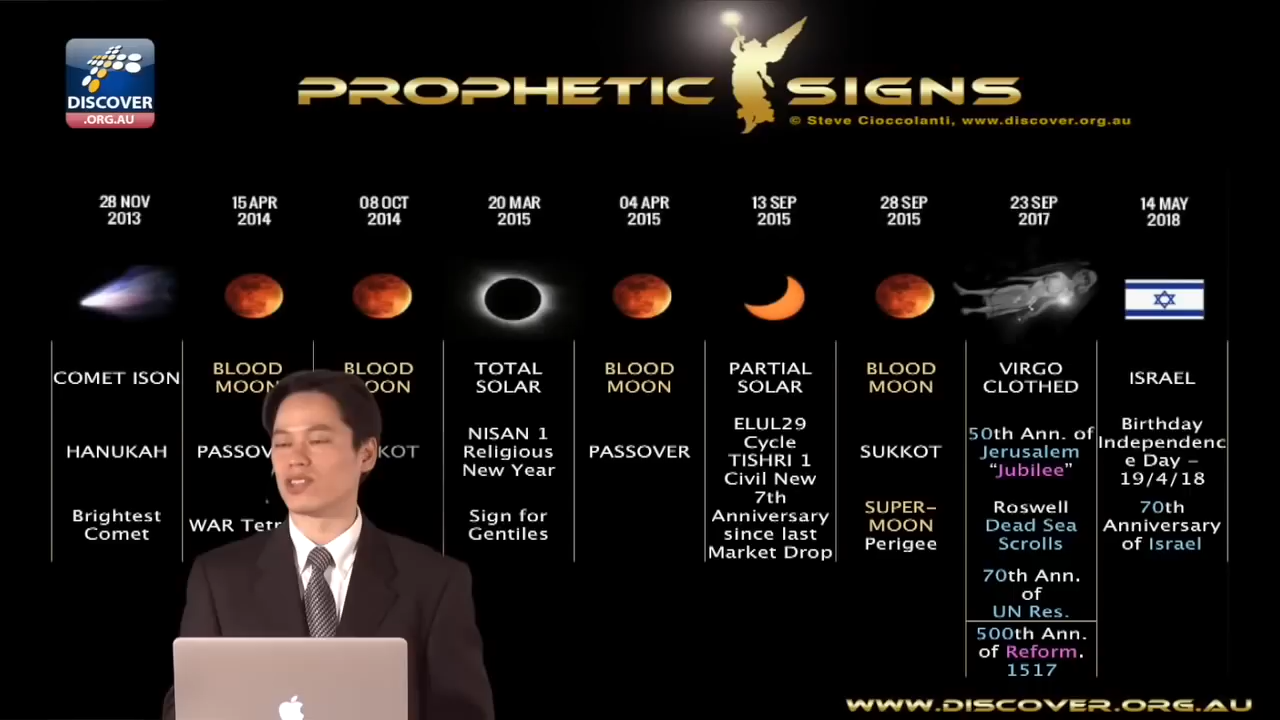 DISCOVER
.ORG.AU
PROPHETIC SIGNS
© Steve Cioccolanti, www.discover.org.au
28 NOV
2013
15 APR
2014
08 OCT
2014
20 MAR
2015
04 APR
2015
13 SEP
2015
28 SEP
2015
23 SEP
2017
14 MAY
2018
COMET ISON
HANUKAH
Brightest
Comet
BLOOD
MOON
WAR
BLOOD
TOTAL
SOLAR
NISAN 1
Religious
New Year
Sign for
Gentiles
BLOOD
MOON
PASSOVER
PARTIAL
SOLAR
ELUL29
Cycle
TISHRI 1
Civil New
7th
Anniversary
since last
Market Drop
BLOOD
MOON
SUKKOT
SUPER-
MOON
Perigee
VIRGO
CLOTHED
50th Ann. of
Jerusalem
“Jubilee”
Roswell
Dead Sea
Scrolls
70th Ann.
of
UN Res.
500th Ann.
of Reform.
1517
ISRAEL
Birthday
Independenc
e Day –
19/4/18
70th
Anniversary
of Israel
WWW.DISCOVER.ORG.AU